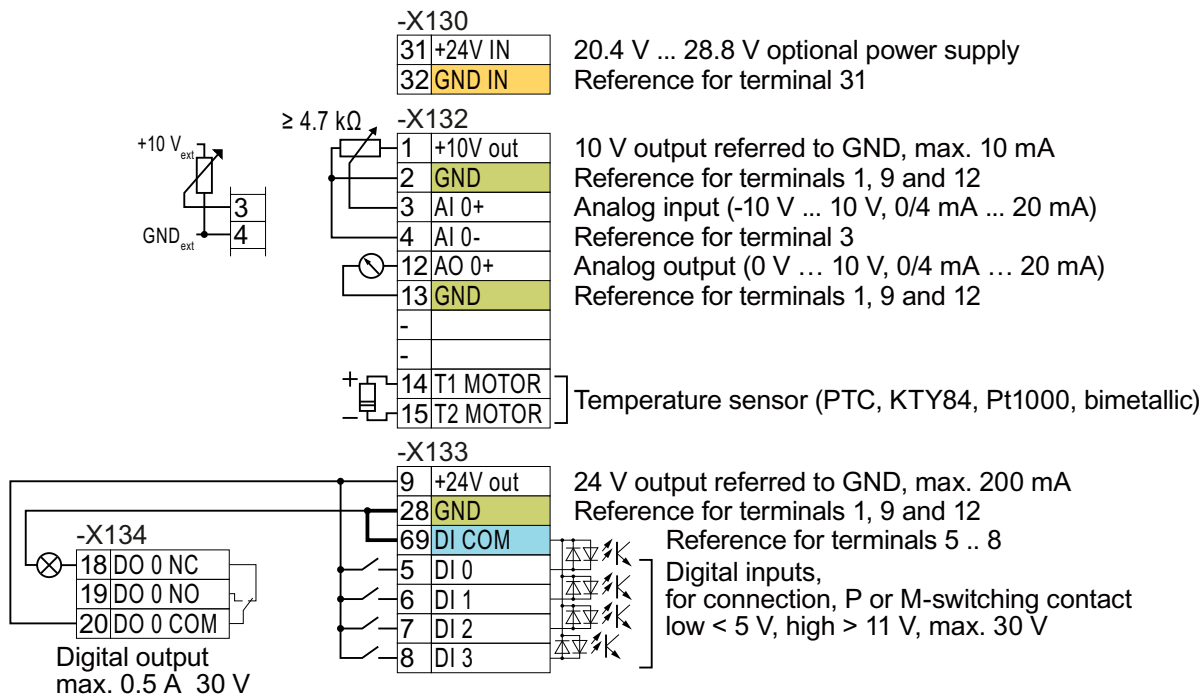 -X130
31 +24V IN 20.4 V ... 28.8 V optional power supply
32 GND IN Reference for terminal 31
≥ 4.7 kΩ -X132
1 +10V out 10 V output referred to GND, max. 10 mA
2 GND Reference for terminals 1, 9 and 12
3 AI 0+ Analog input (-10 V ... 10 V, 0/4 mA ... 20 mA)
4 AI 0- Reference for terminal 3
12 AO 0+ Analog output (0 V … 10 V, 0/4 mA … 20 mA)
13 GND Reference for terminals 1, 9 and 12
-
-
+ 14 T1 MOTOR
– 15 T2 MOTOR
Temperature sensor (PTC, KTY84, Pt1000, bimetallic)
+10 V ext
3
GND ext 4
-X133
9 +24V out 24 V output referred to GND, max. 200 mA
28 GND Reference for terminals 1, 9 and 12
69 DI COM Reference for terminals 5 .. 8
5 DI 0
6 DI 1
7 DI 2
8 DI 3
Digital inputs,
for connection, P or M-switching contact
low < 5 V, high > 11 V, max. 30 V
-X134
18 DO 0 NC
19 DO 0 NO
20 DO 0 COM
Digital output
max. 0.5 A 30 V